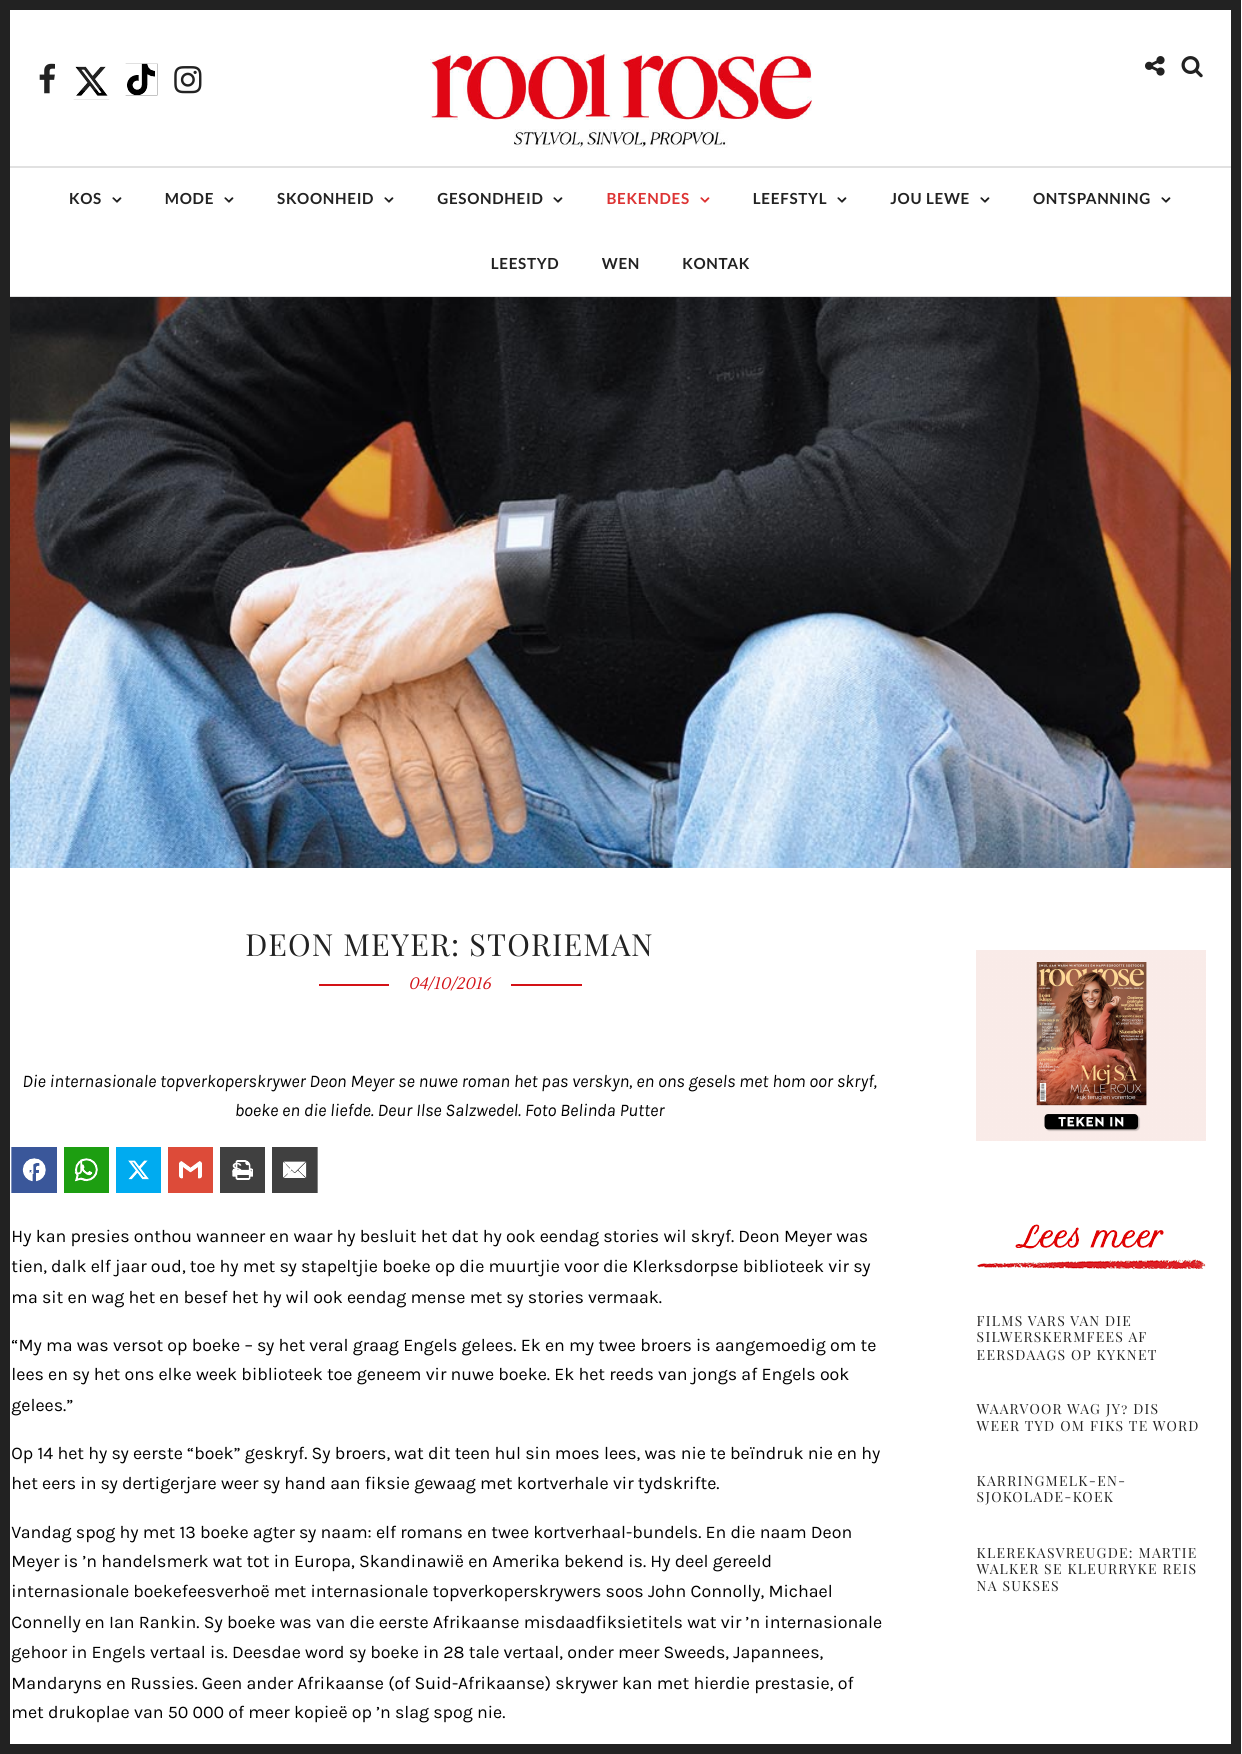 rooi rose
STYLVOL, SINVOL, PROPVOL.
KOS MODE SKOONHEID GESONDHEID BEKENDES LEEFSTYL JOU LEWE ONTSPANNING
LEESTYD WEN KONTAK
DEON MEYER: STORIEMAN
04/10/2016
Die internasionale topverkoperskrywer Deon Meyer se nuwe roman het pas verskyn, en ons gesels met hom oor skryf,
boeke en die liefde. Deur Ilse Salzwedel. Foto Belinda Putter
Hy kan presies onthou wanneer en waar hy besluit het dat hy ook eendag stories wil skryf. Deon Meyer was
tien, dalk elf jaar oud, toe hy met sy stapeltjie boeke op die muurtjie voor die Klerksdorpse biblioteek vir sy
ma sit en wag het en besef het hy wil ook eendag mense met sy stories vermaak.
“My ma was versot op boeke – sy het veral graag Engels gelees. Ek en my twee broers is aangemoedig om te
lees en sy het ons elke week biblioteek toe geneem vir nuwe boeke. Ek het reeds van jongs af Engels ook
gelees.”
Op 14 het hy sy eerste “boek” geskryf. Sy broers, wat dit teen hul sin moes lees, was nie te beïndruk nie en hy
het eers in sy dertigerjare weer sy hand aan fiksie gewaag met kortverhale vir tydskrifte.
Vandag spog hy met 13 boeke agter sy naam: elf romans en twee kortverhaal-bundels. En die naam Deon
Meyer is ’n handelsmerk wat tot in Europa, Skandinawië en Amerika bekend is. Hy deel gereeld
internasionale boekefeesverhoë met internasionale topverkoperskrywers soos John Connolly, Michael
Connelly en Ian Rankin. Sy boeke was van die eerste Afrikaanse misdaadfiksietitels wat vir ’n internasionale
gehoor in Engels vertaal is. Deesdae word sy boeke in 28 tale vertaal, onder meer Sweeds, Japannees,
Mandaryns en Russies. Geen ander Afrikaanse (of Suid-Afrikaanse) skrywer kan met hierdie prestasie, of
met drukoplae van 50 000 of meer kopieë op ’n slag spog nie.
rooi rose
Mej SA
MIA LE ROUX
kyk terug en vorentoe
TEKEN IN
Lees meer
FILMS VARS VAN DIE
SILWERSKERMFEES AF
EERSDAAGS OP KYKNET
WAARVOOR WAG JY? DIS
WEER TYD OM FIKS TE WORD
KARRINGMELK-EN-
SJOKOLADE-KOEK
KLEREKASVREUGDE: MARTIE
WALKER SE KLEURRYKE REIS
NA SUKSES